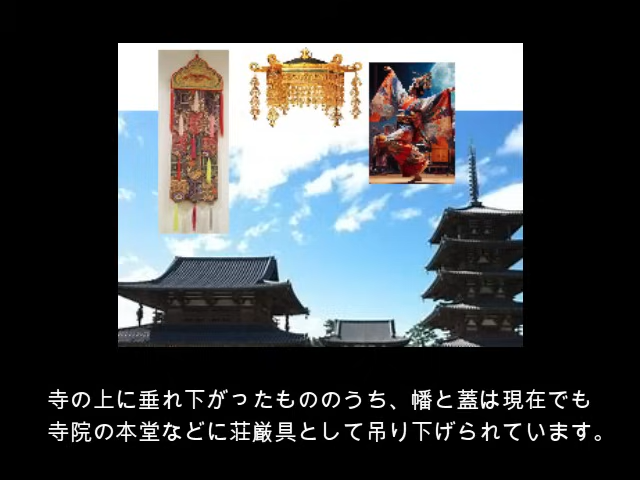 寺の上に垂れ下がったもののうち、幡と蓋は現在でも
寺院の本堂などに荘厳具として吊り下げられています。